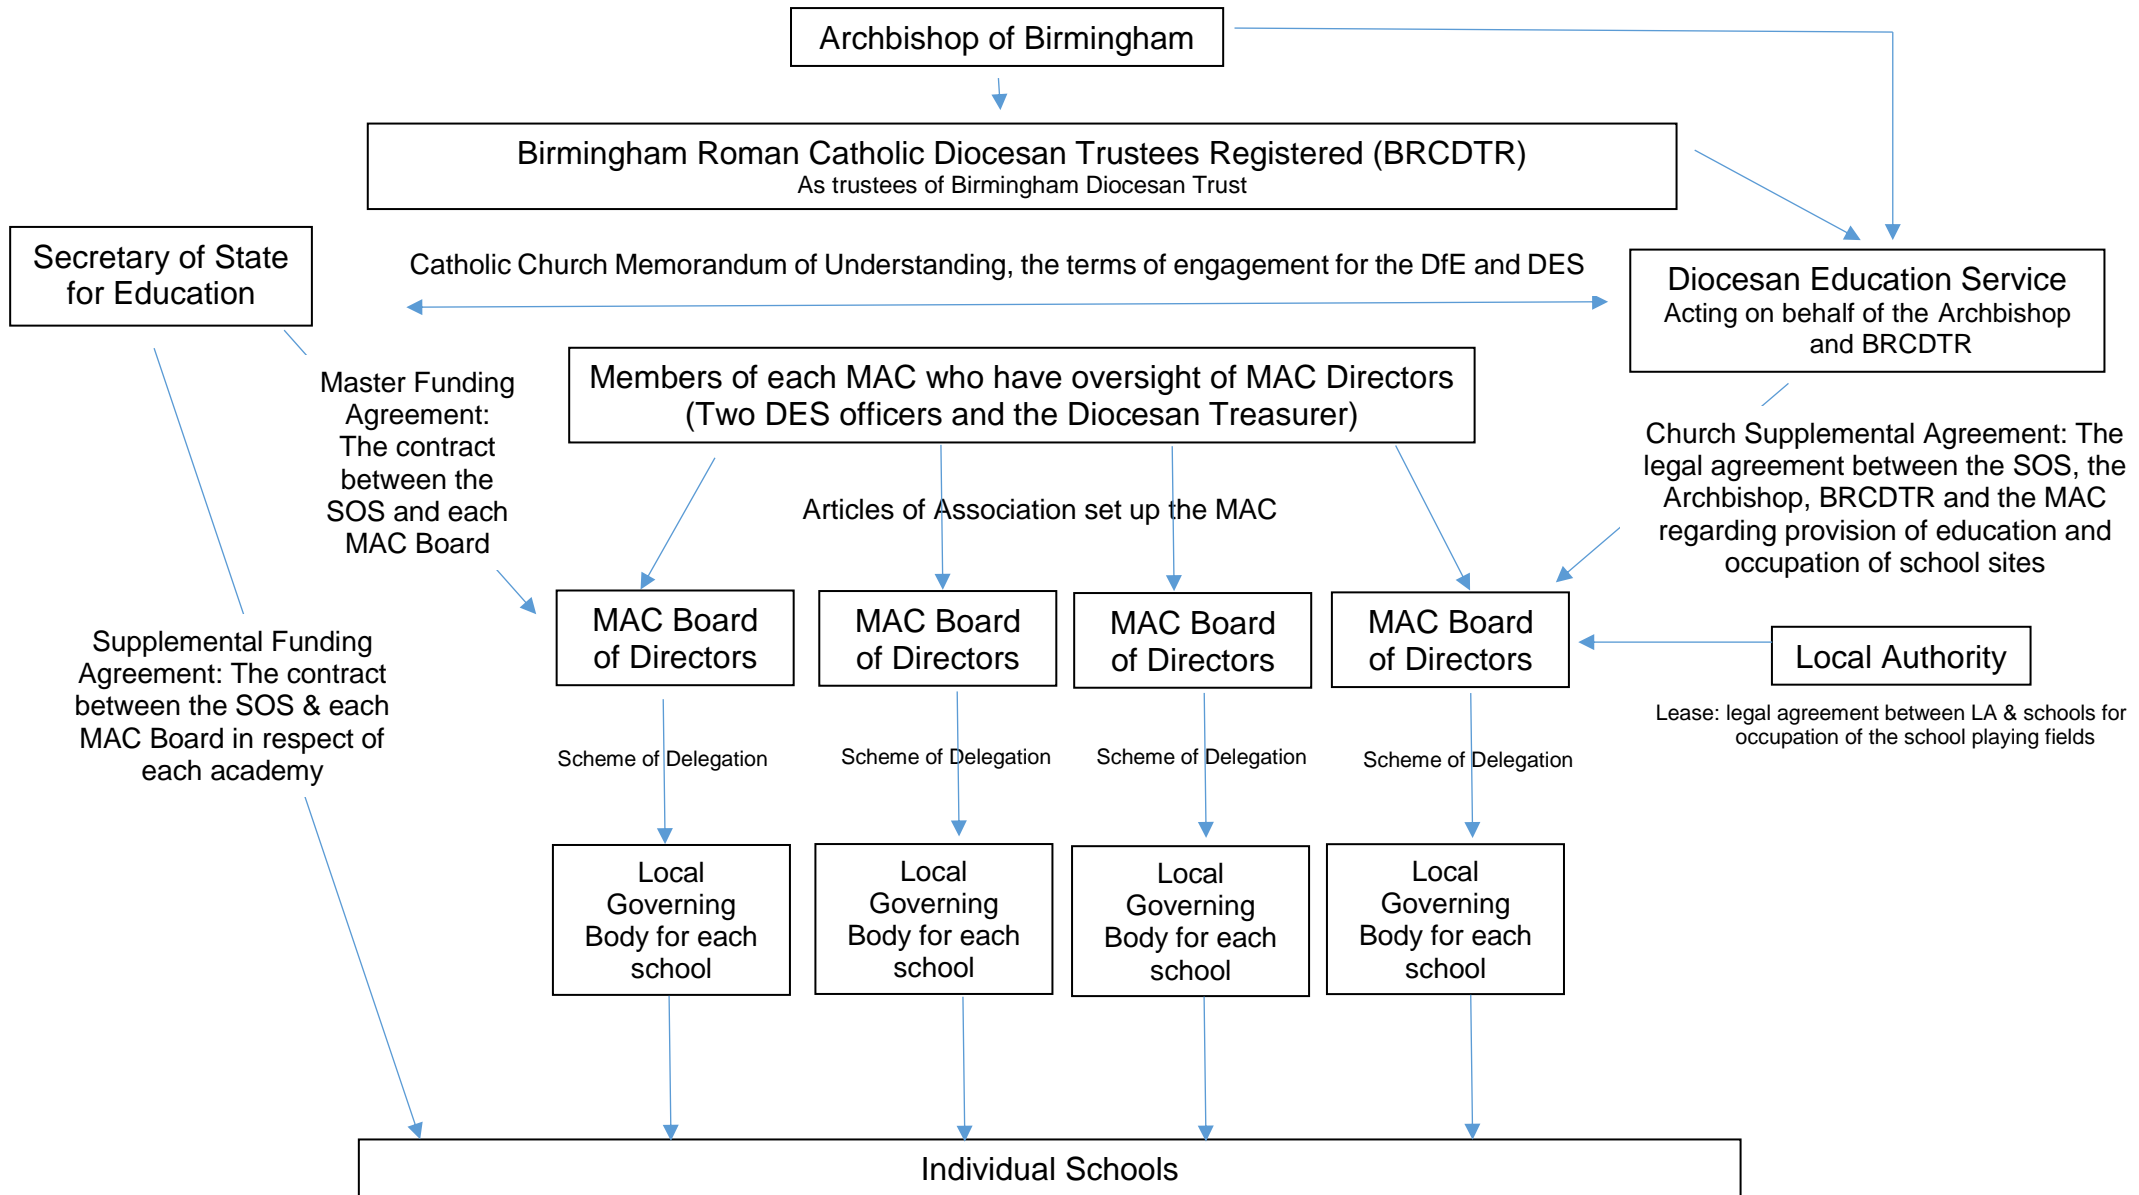 Archbishop of Birmingham
Birmingham Roman Catholic Diocesan Trustees Registered (BRCDTR)
As trustees of Birmingham Diocesan Trust
Secretary of State
for Education
Catholic Church Memorandum of Understanding, the terms of engagement for the DfE and DES
Diocesan Education Service
Acting on behalf of the Archbishop
and BRCDTR
Master Funding
Agreement:
The contract
between the
SOS and each
MAC Board
Members of each MAC who have oversight of MAC Directors
(Two DES officers and the Diocesan Treasurer)
Church Supplemental Agreement: The
legal agreement between the SOS, the
Archbishop, BRCDTR and the MAC
regarding provision of education and
occupation of school sites
Articles of Association set up the MAC
Supplemental Funding
Agreement: The contract
between the SOS & each
MAC Board in respect of
each academy
MAC Board
of Directors
MAC Board
of Directors
MAC Board
of Directors
MAC Board
of Directors
Local Authority
Lease: legal agreement between LA & schools for
occupation of the school playing fields
Scheme of Delegation
Scheme of Delegation
Scheme of Delegation
Scheme of Delegation
Local
Governing
Body for each
school
Local
Governing
Body for each
school
Local
Governing
Body for each
school
Local
Governing
Body for each
school
Individual Schools